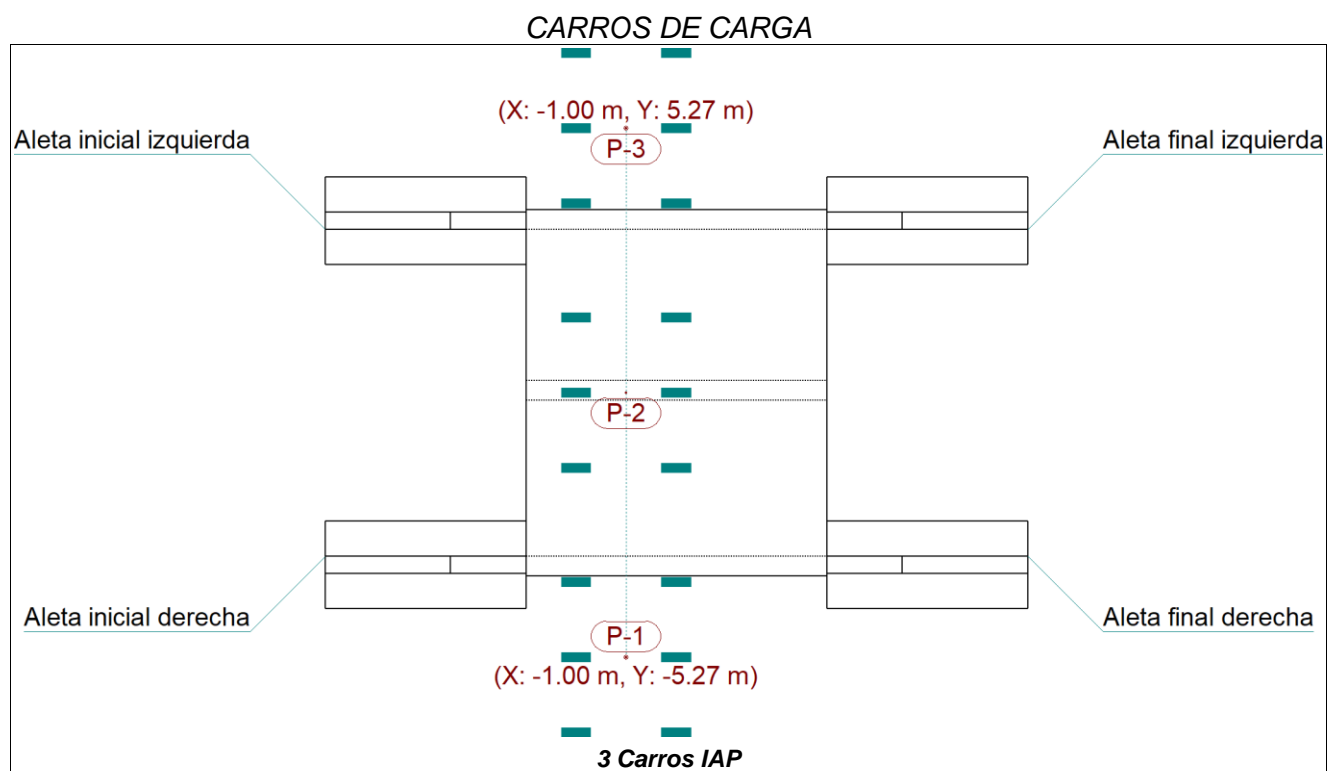 CARROS DE CARGA
(X: -1.00 m, Y: 5.27 m)
Aleta inicial izquierda
Aleta final izquierda
P-3
P-2
Aleta inicial derecha
Aleta final derecha
P-1
(X: -1.00 m, Y: -5.27 m)
3 Carros IAP